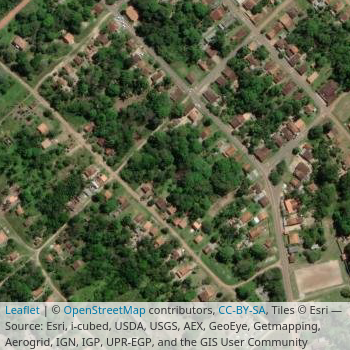 Leaflet | © OpenStreetMap contributors, CC-BY-SA, Tiles © Esri —
Source: Esri, i-cubed, USDA, USGS, AEX, GeoEye, Getmapping,
Aerogrid, IGN, IGP, UPR-EGP, and the GIS User Community